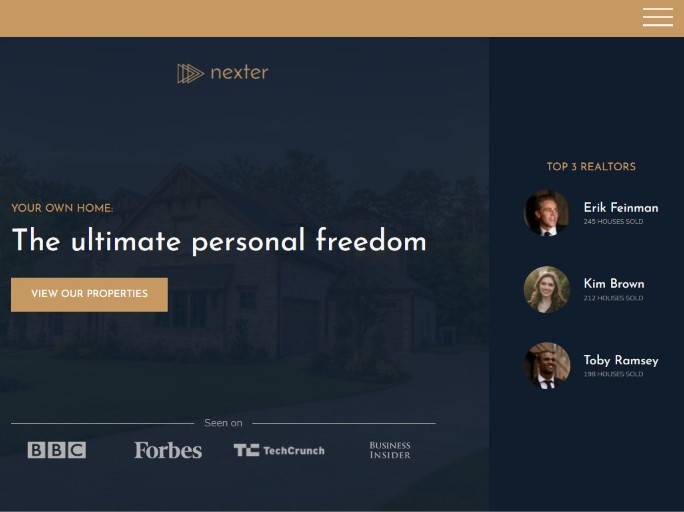 nexter
YOUR OWN HOME:
The ultimate personal freedom
VIEW OUR PROPERTIES
Seen on
BBC
Forbes
TC TechCrunch
BUSINESS
INSIDER
TOP 3 REALTORS
Erik Feinman
245 HOUSES SOLD
Kim Brown
212 HOUSES SOLD
Toby Ramsey
198 HOUSES SOLD